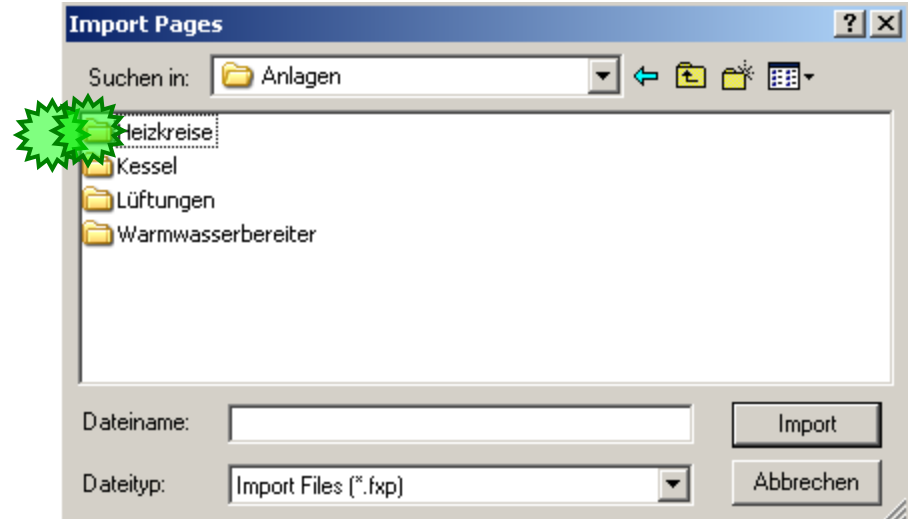 Import Pages
Suchen in: Anlagen
Heizkreise
Kessel
Lüftungen
Warmwasserbereiter
Dateiname: Import
Dateityp: Import Files (*.fxp) Abbrechen